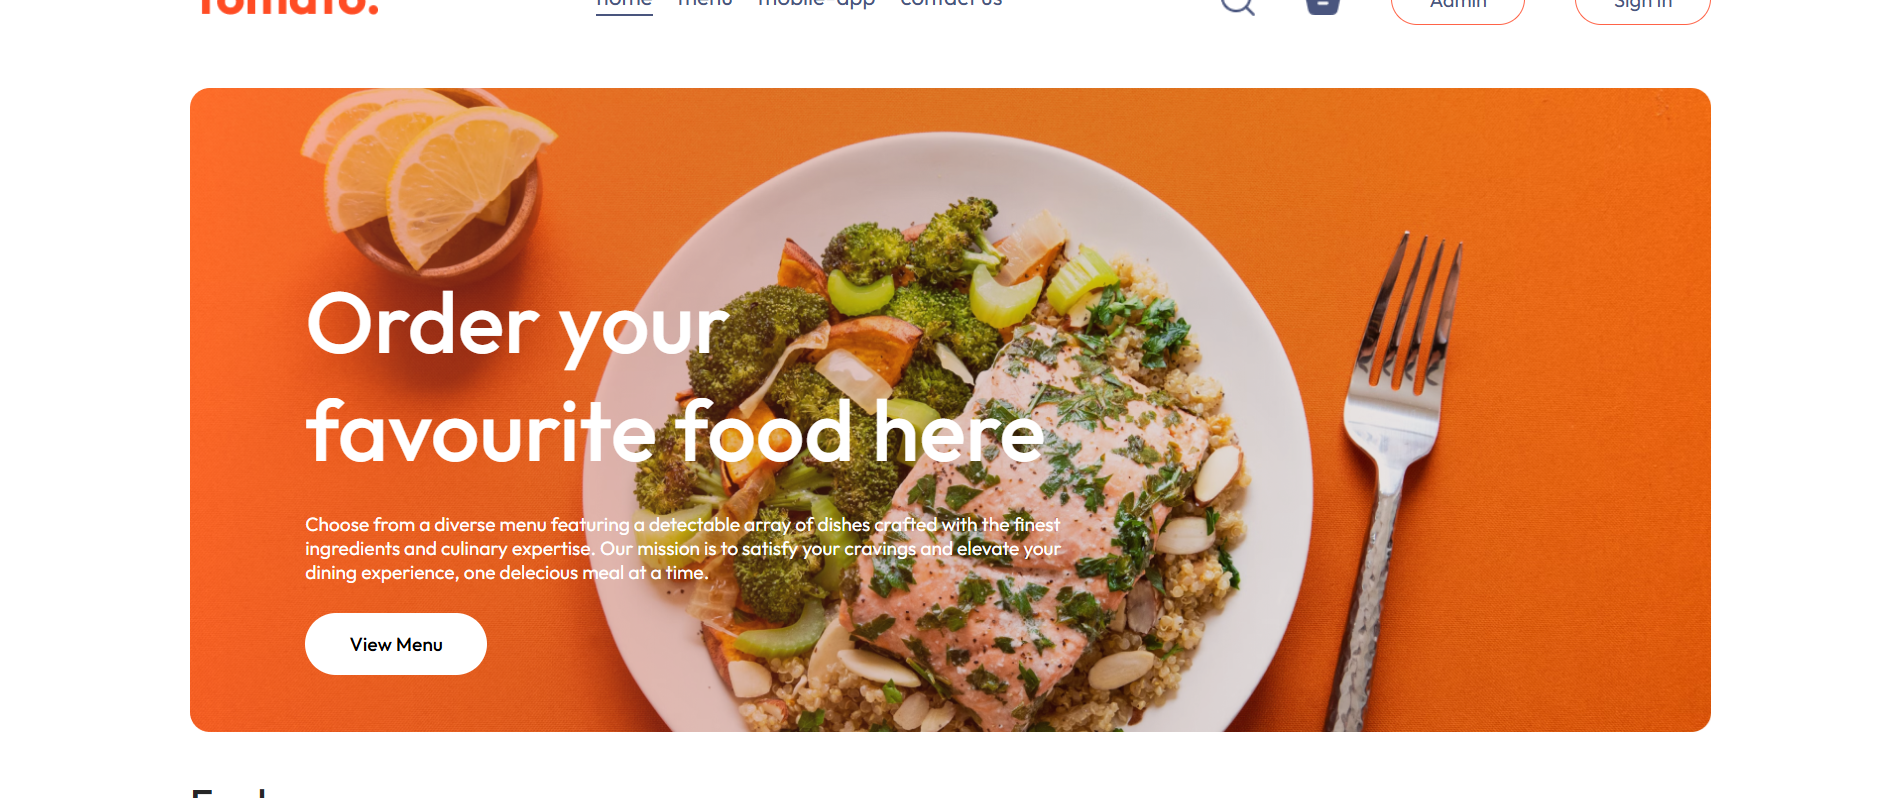 Tomato.
home menu mobile-app contact us Admin Sign in
Order your
favourite food here
Choose from a diverse menu featuring a detectable array of dishes crafted with the finest
ingredients and culinary expertise. Our mission is to satisfy your cravings and elevate your
dining experience, one delecious meal at a time.
View Menu